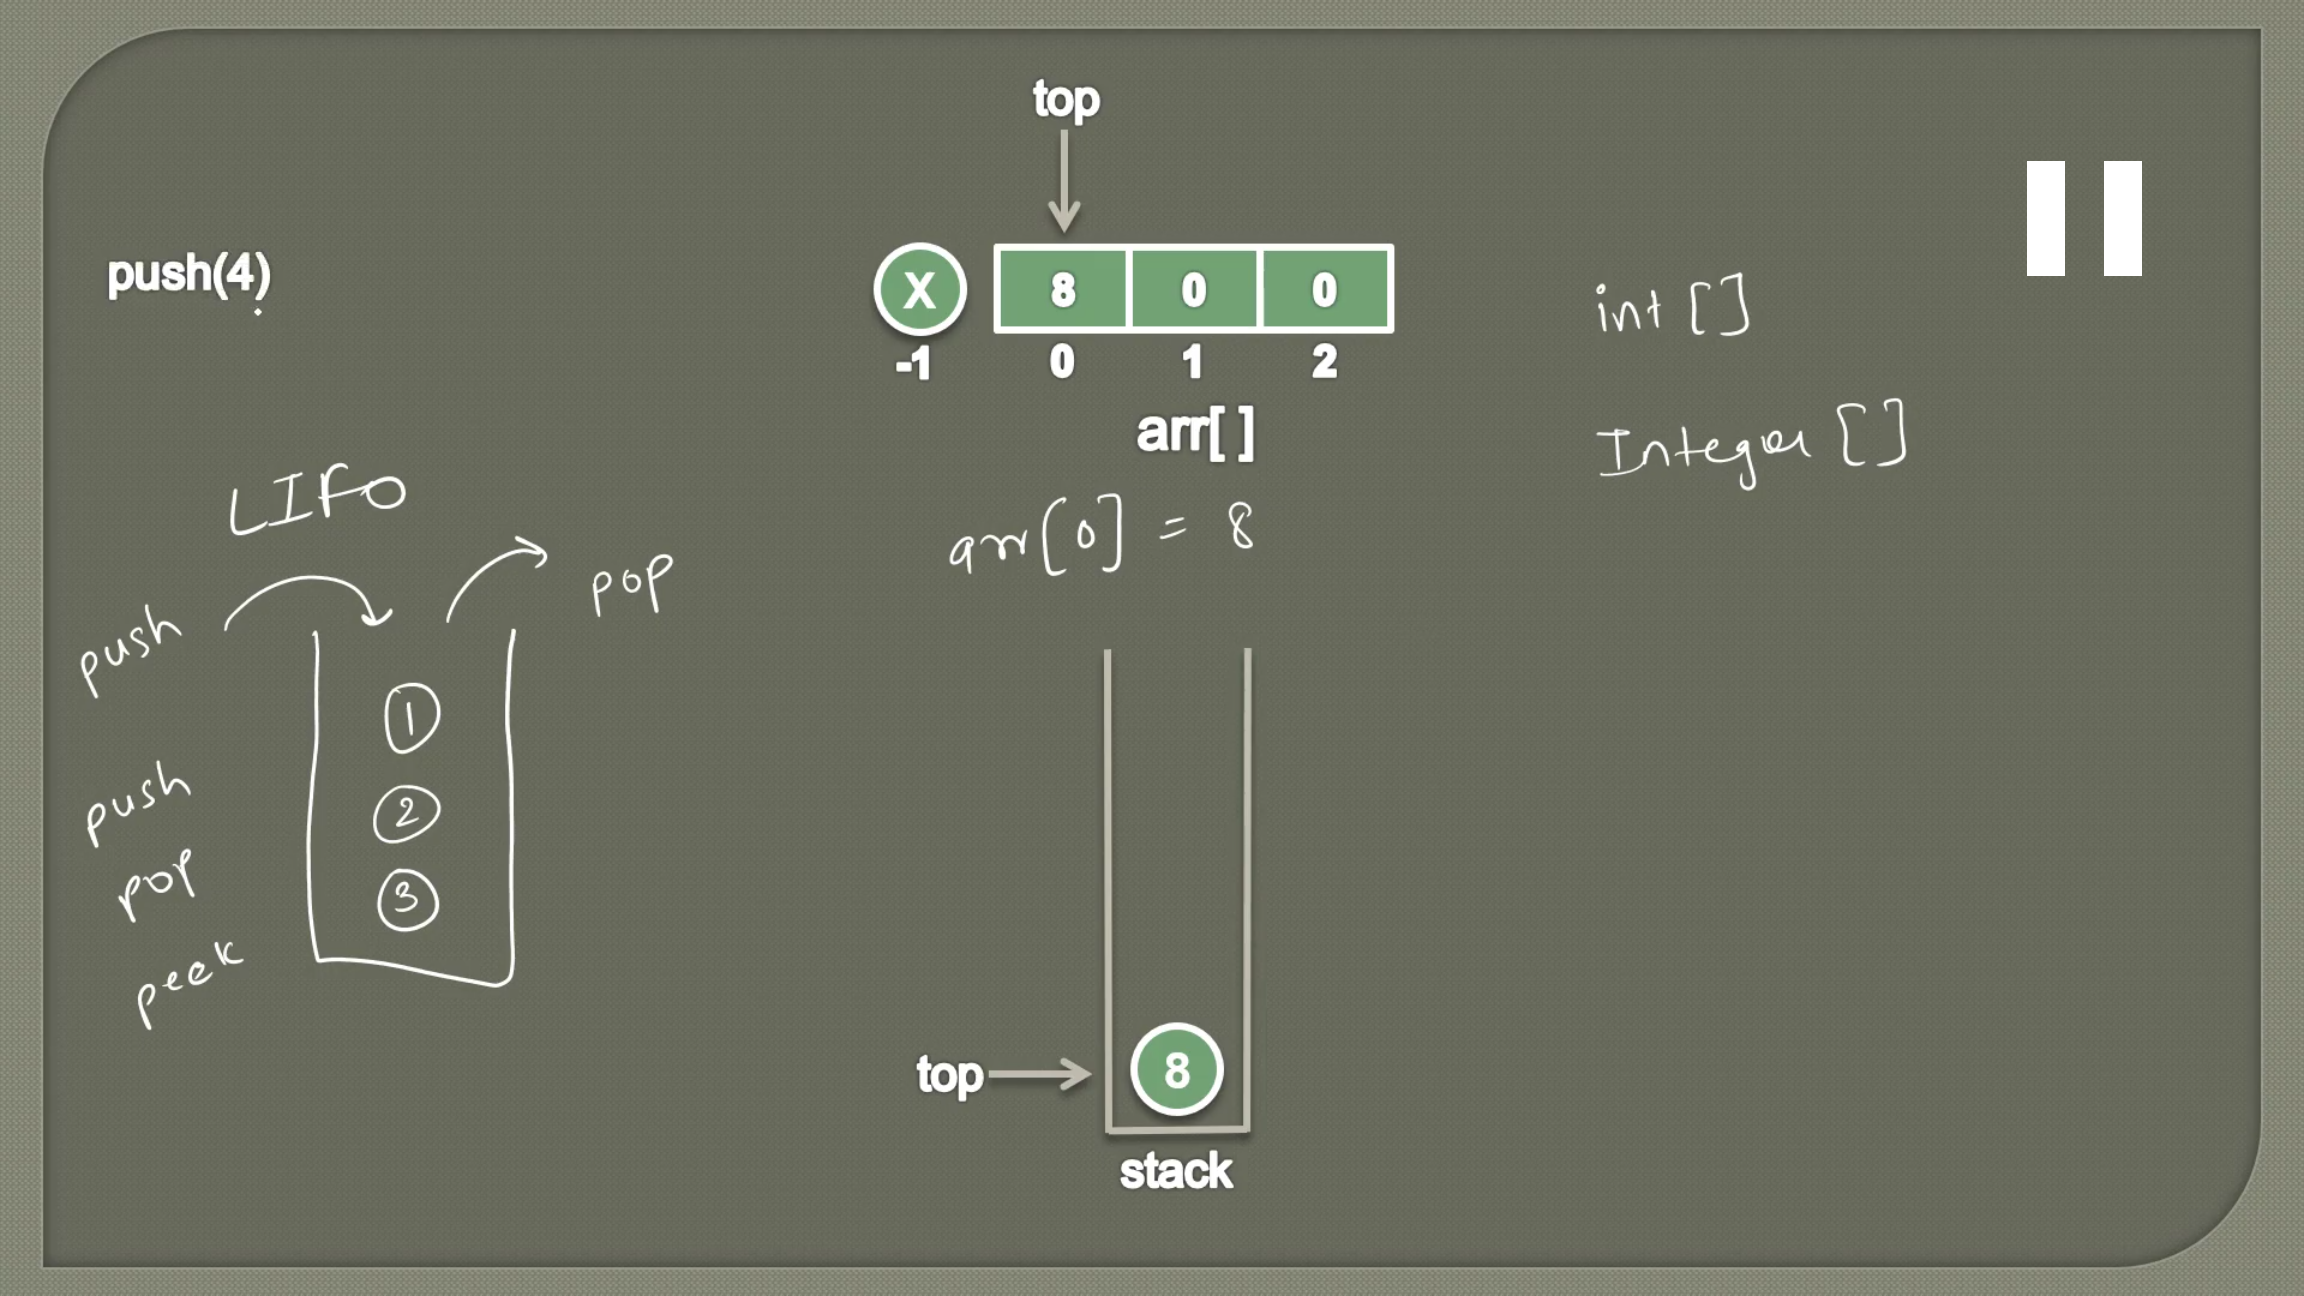 top
push(4)
X 8 0 0
-1 0 1 2
arr[ ]
int []
Integer []
LIFO
arr[0] = 8
push
pop
1
2
3
push
pop
peek
top
8
stack